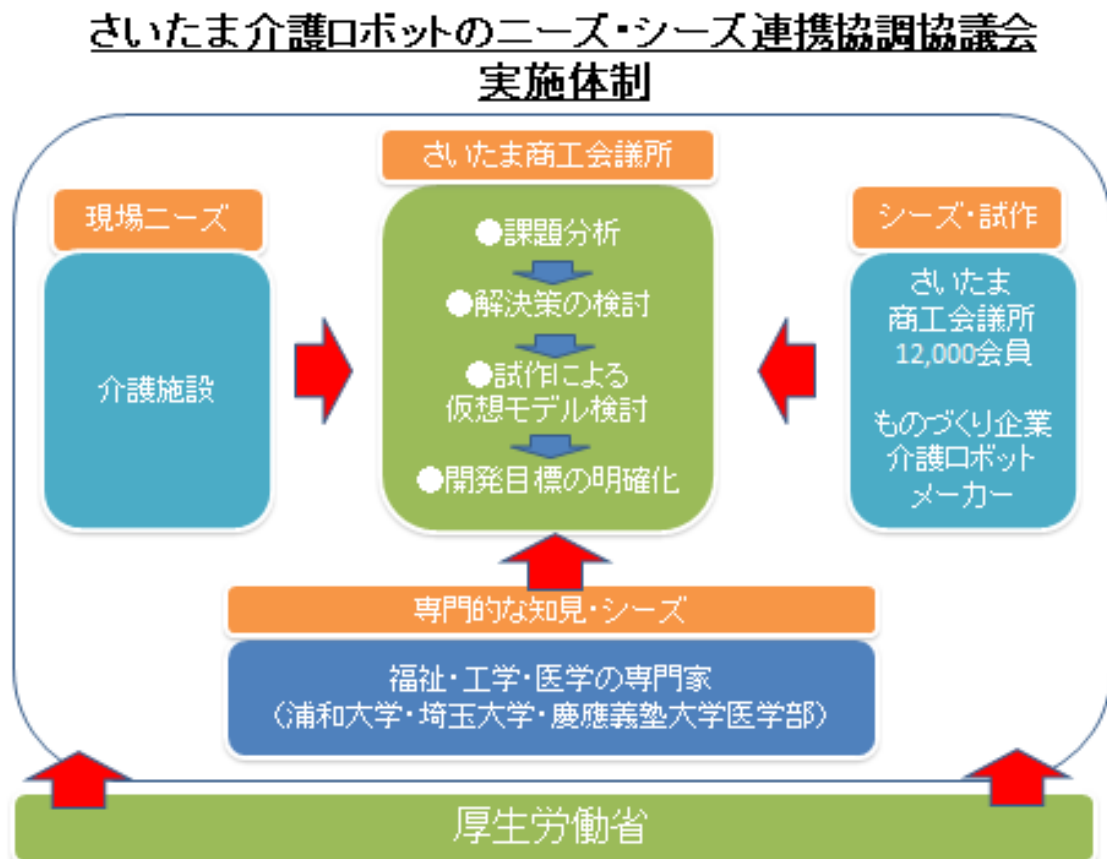 さいたま介護ロボットのニーズ・シーズ連携協調協議会
実施体制
さいたま商工会議所
現場ニーズ
シーズ・試作
●課題分析
●解決策の検討
●試作による
仮想モデル検討
●開発目標の明確化
介護施設
さいたま
商工会議所
12,000会員
ものづくり企業
介護ロボット
メーカー
専門的な知見・シーズ
福祉・工学・医学の専門家
（浦和大学・埼玉大学・慶應義塾大学医学部）
厚生労働省